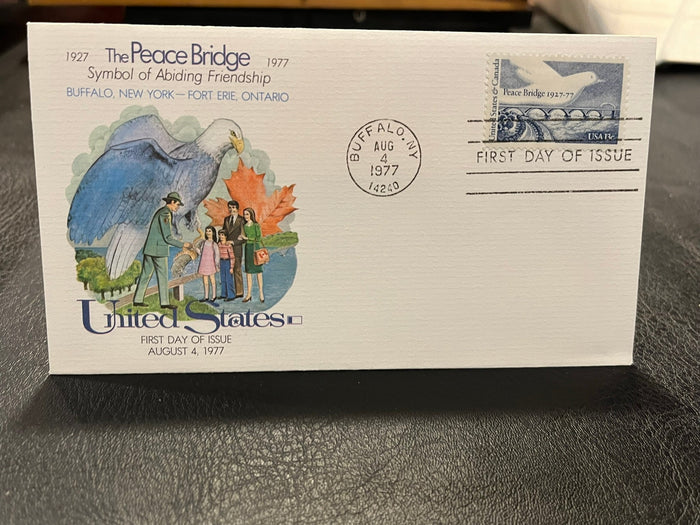 1927 The Peace Bridge 1977
Symbol of Abiding Friendship
BUFFALO, NEW YORK—FORT ERIE, ONTARIO
United States
FIRST DAY OF ISSUE
AUGUST 4, 1977
BUFFALO, NY
AUG
4
1977
14240
United States & Canada
Peace Bridge 1927-77
USA 13c
FIRST DAY OF ISSUE